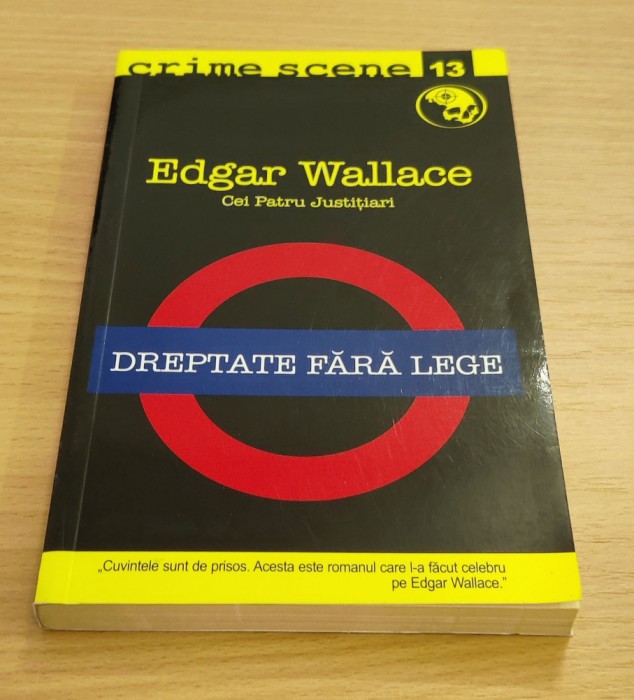 crime scene 13
Edgar Wallace
Cei Patru Justițiari
DREPTATE FĂRĂ LEGE
„Cuvintele sunt de prisos. Acesta este romanul care l-a făcut celebru
pe Edgar Wallace.”